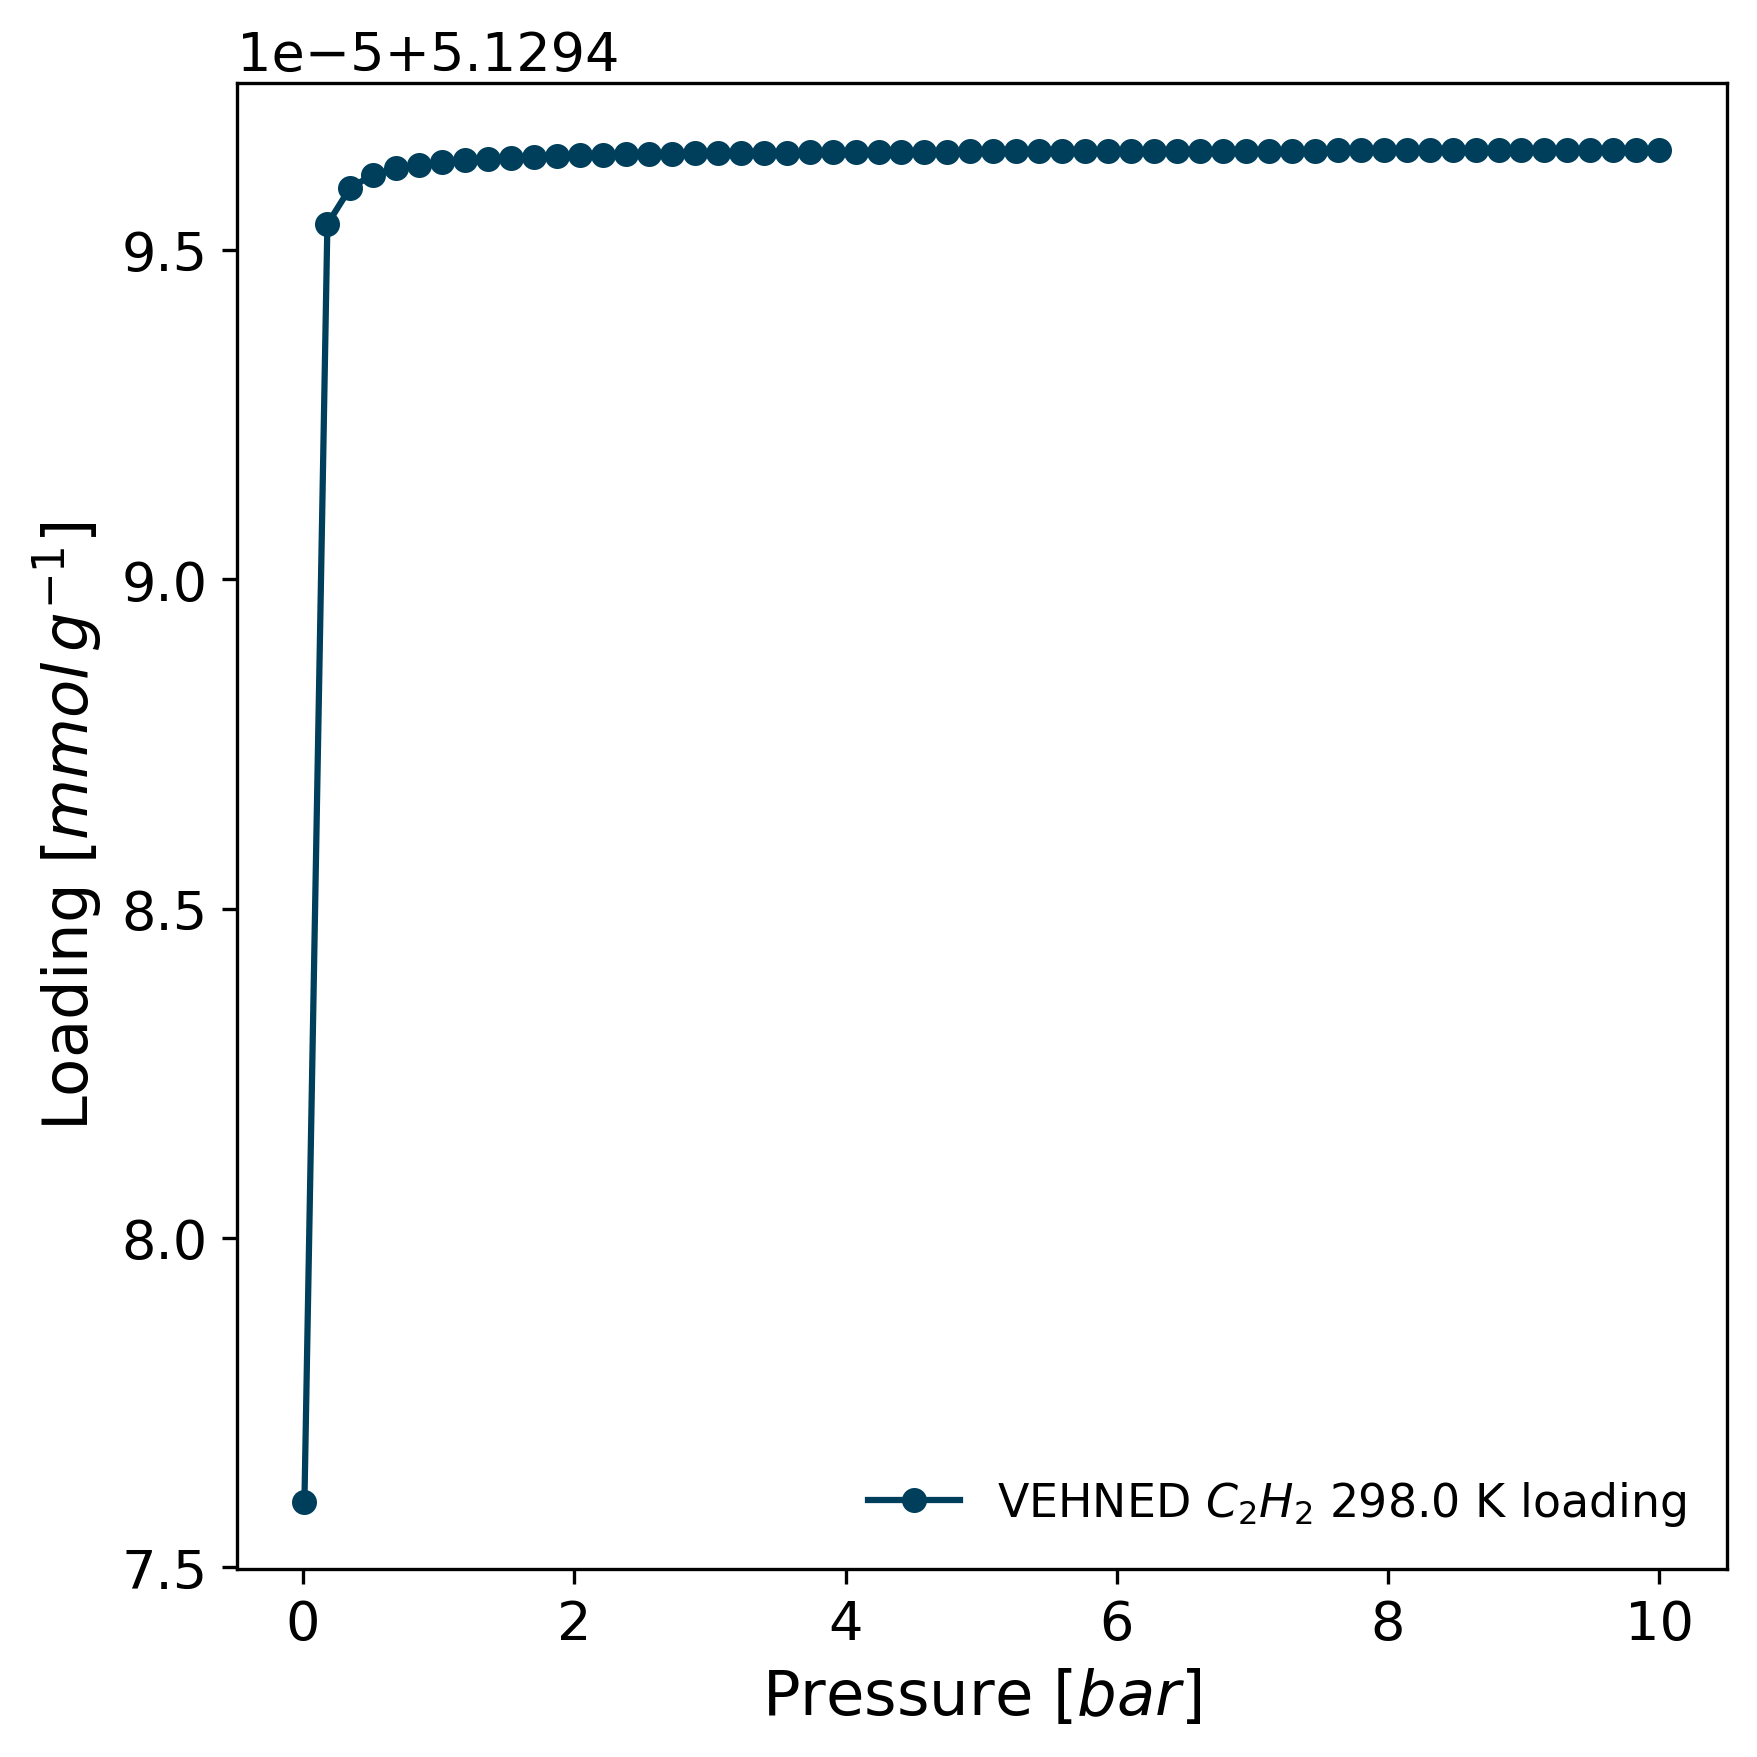 1e−5+5.1294
9.5
9.0
8.5
8.0
7.5
Loading [mmol g⁻¹]
VEHNED C₂H₂ 298.0 K loading
0 2 4 6 8 10
Pressure [bar]